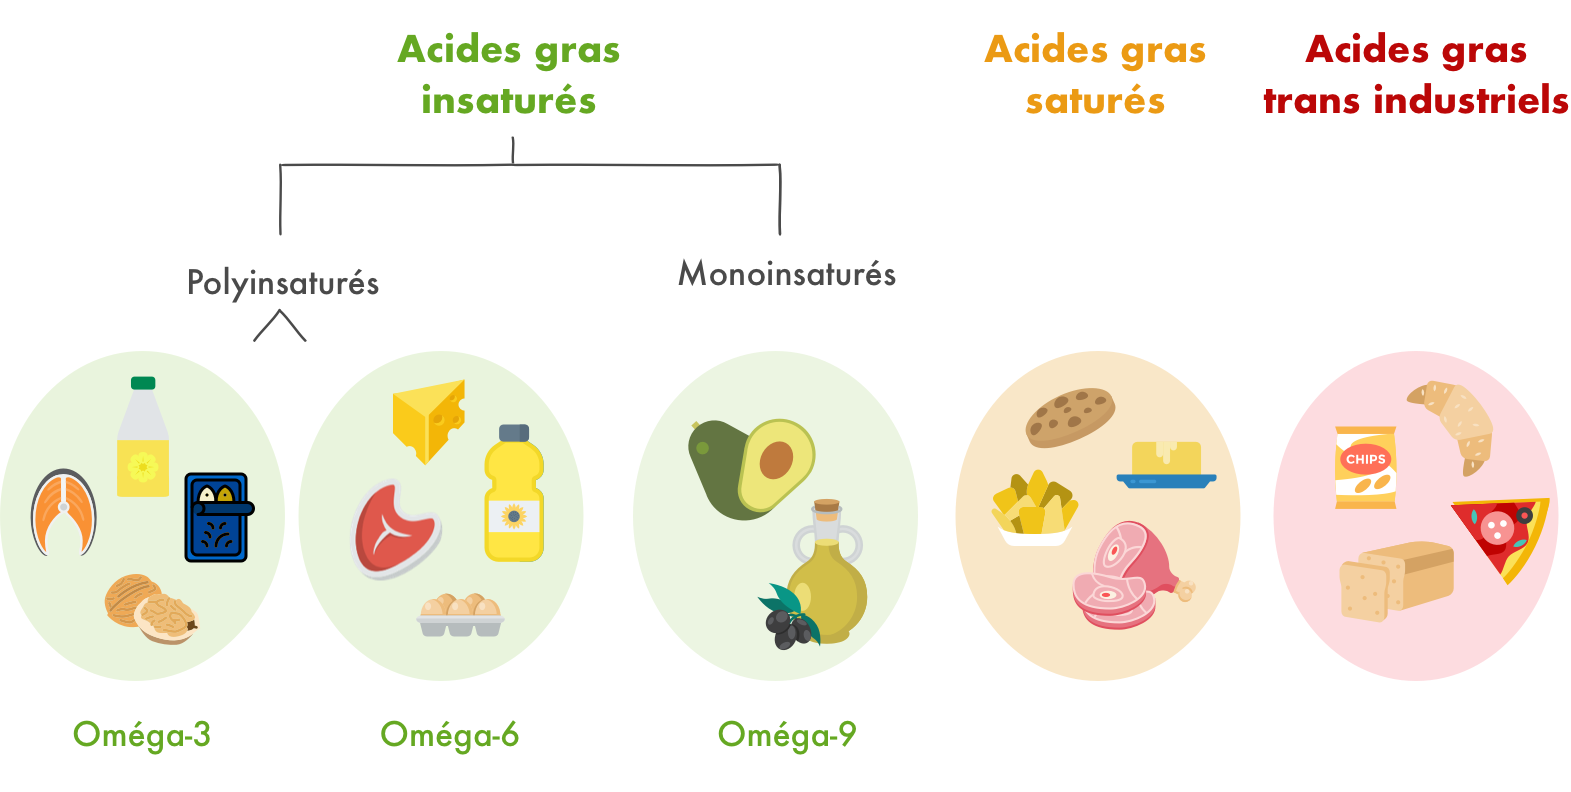 Acides gras
insaturés
Acides gras
saturés
Acides gras
trans industriels
Polyinsaturés
Monoinsaturés
CHIPS
Oméga-3
Oméga-6
Oméga-9